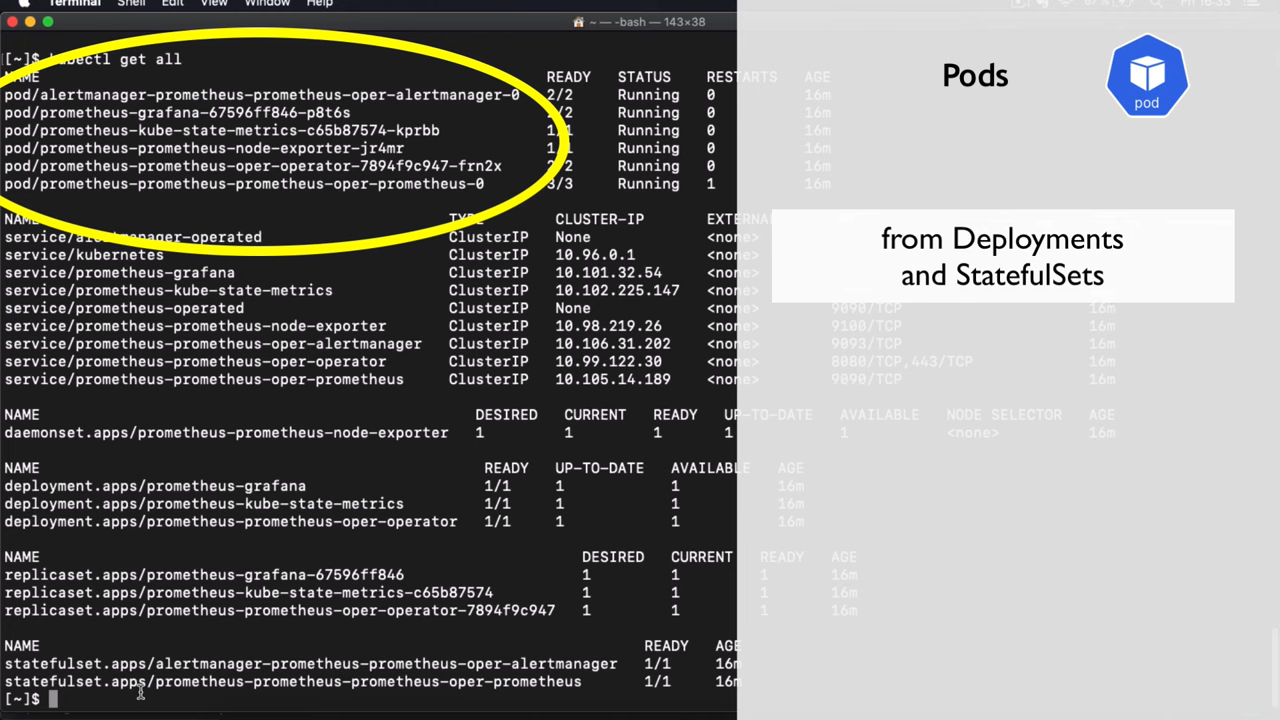 Terminal Shell Edit View Window Help 87% Fri 16:33
~ — -bash — 143×38
[~]$ kubectl get all
NAME READY STATUS RESTARTS AGE
pod/alertmanager-prometheus-prometheus-oper-alertmanager-0 2/2 Running 0 16m
pod/prometheus-grafana-67596ff846-p8t6s 2/2 Running 0 16m
pod/prometheus-kube-state-metrics-c65b87574-kprbb 1/1 Running 0 16m
pod/prometheus-prometheus-node-exporter-jr4mr 1/1 Running 0 16m
pod/prometheus-prometheus-oper-operator-7894f9c947-frn2x 2/2 Running 0 16m
pod/prometheus-prometheus-prometheus-oper-prometheus-0 3/3 Running 1 16m
NAME TYPE CLUSTER-IP
service/alertmanager-operated ClusterIP None <none>
service/kubernetes ClusterIP 10.96.0.1 <none>
service/prometheus-grafana ClusterIP 10.101.32.54 <none>
service/prometheus-kube-state-metrics ClusterIP 10.102.225.147 <none>
service/prometheus-operated ClusterIP None <none> 9090/TCP 16m
service/prometheus-prometheus-node-exporter ClusterIP 10.98.219.26 <none> 9100/TCP 16m
service/prometheus-prometheus-oper-alertmanager ClusterIP 10.106.31.202 <none> 9093/TCP 16m
service/prometheus-prometheus-oper-operator ClusterIP 10.99.122.30 <none> 8080/TCP,443/TCP 16m
service/prometheus-prometheus-oper-prometheus ClusterIP 10.105.14.189 <none> 9090/TCP 16m
NAME DESIRED CURRENT READY UP-TO-DATE AVAILABLE NODE SELECTOR AGE
daemonset.apps/prometheus-prometheus-node-exporter 1 1 1 1 1 <none> 16m
NAME READY UP-TO-DATE AVAILABLE AGE
deployment.apps/prometheus-grafana 1/1 1 1 16m
deployment.apps/prometheus-kube-state-metrics 1/1 1 1 16m
deployment.apps/prometheus-prometheus-oper-operator 1/1 1 1 16m
NAME DESIRED CURRENT READY AGE
replicaset.apps/prometheus-grafana-67596ff846 1 1 1 16m
replicaset.apps/prometheus-kube-state-metrics-c65b87574 1 1 1 16m
replicaset.apps/prometheus-prometheus-oper-operator-7894f9c947 1 1 1 16m
NAME READY AGE
statefulset.apps/alertmanager-prometheus-prometheus-oper-alertmanager 1/1 16m
statefulset.apps/prometheus-prometheus-prometheus-oper-prometheus 1/1 16m
[~]$
Pods
pod
from Deployments
and StatefulSets